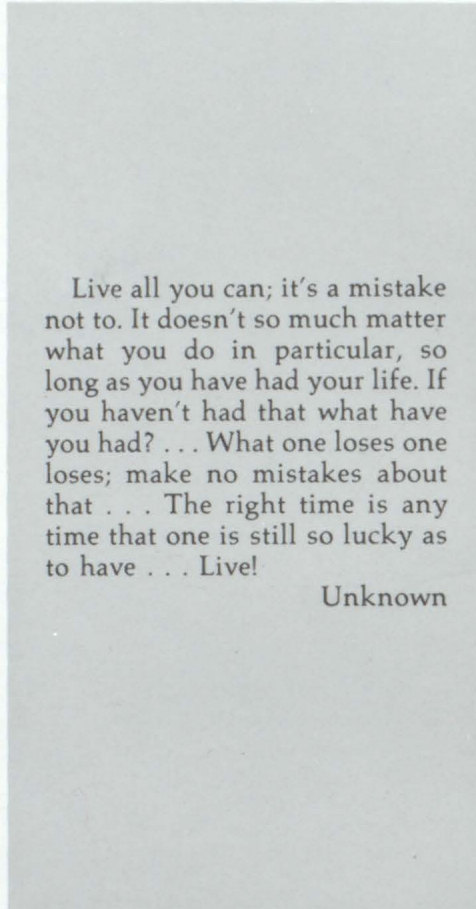 Live all you can; it's a mistake
not to. It doesn't so much matter
what you do in particular, so
long as you have had your life. If
you haven't had that what have
you had? . . . What one loses one
loses; make no mistakes about
that . . . The right time is any
time that one is still so lucky as
to have . . . Live!
Unknown